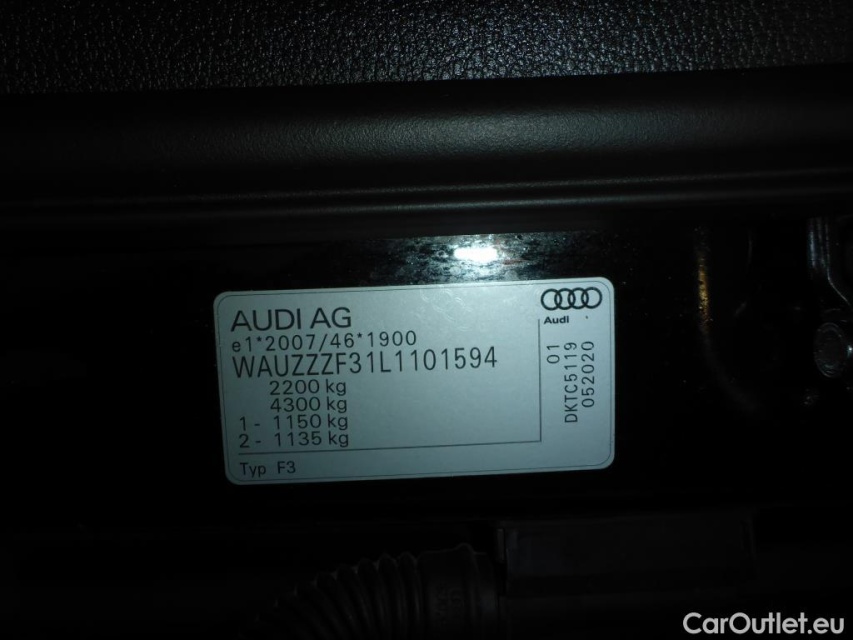 AUDI AG
e1*2007/46*1900
WAUZZZF31L1101594
2200 kg
4300 kg
1 - 1150 kg
2 - 1135 kg
Typ F3
Audi
01
DKTC5119
052020
CarOutlet.eu